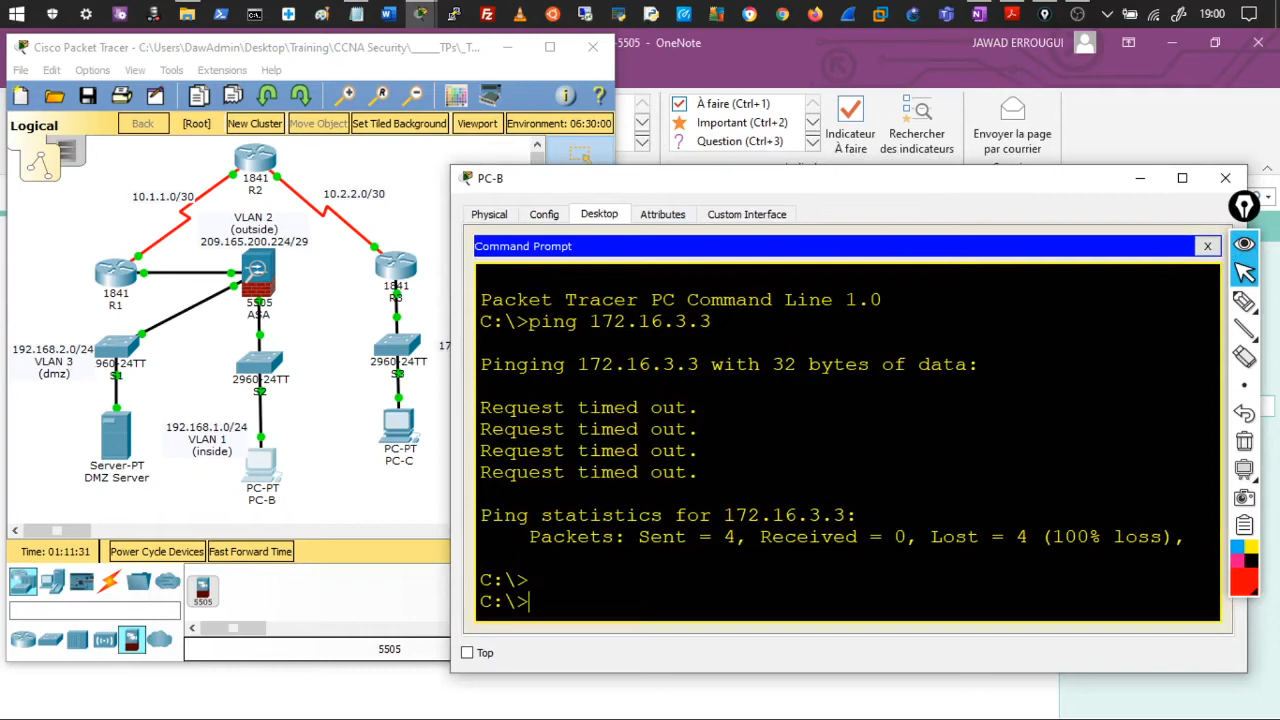 19:00
Cisco Packet Tracer - C:\Users\DawAdmin\Desktop\Training\CCNA Security\_____TPs\_T...
-5505 - OneNote
JAWAD ERROUGUI
File Edit Options View Tools Extensions Help
À faire (Ctrl+1)
Important (Ctrl+2)
Question (Ctrl+3)
Indicateur
À faire
Rechercher
des indicateurs
Envoyer la page
par courrier
Logical
Back
[Root]
New Cluster
Move Object
Set Tiled Background
Viewport
Environment: 06:30:00
1841
R2
10.1.1.0/30
10.2.2.0/30
VLAN 2
(outside)
209.165.200.224/29
1841
R1
5505
ASA
1841
R3
192.168.2.0/24
VLAN 3
(dmz)
960-24TT
S1
2960-24TT
S2
2960-24TT
S3
17
192.168.1.0/24
VLAN 1
(inside)
Server-PT
DMZ Server
PC-PT
PC-B
PC-PT
PC-C
Time: 01:11:31
Power Cycle Devices
Fast Forward Time
5505
5505
PC-B
Physical Config Desktop Attributes Custom Interface
Command Prompt
X
Packet Tracer PC Command Line 1.0
C:\>ping 172.16.3.3
Pinging 172.16.3.3 with 32 bytes of data:
Request timed out.
Request timed out.
Request timed out.
Request timed out.
Ping statistics for 172.16.3.3:
Packets: Sent = 4, Received = 0, Lost = 4 (100% loss),
C:\>
C:\>
Top